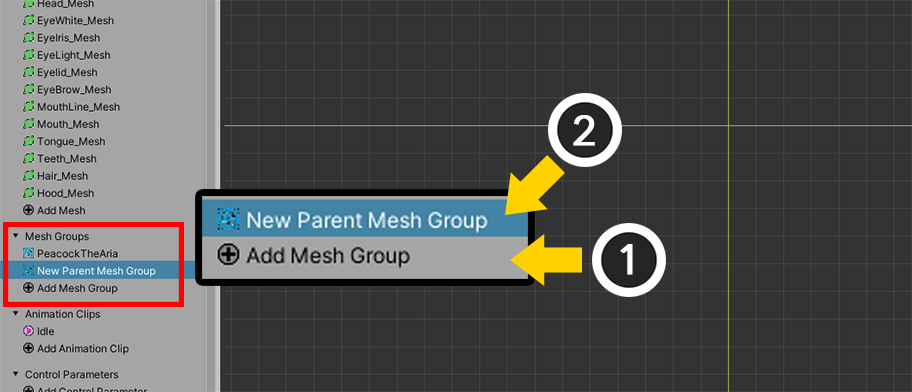 Head_Mesh
EyeWhite_Mesh
EyeIris_Mesh
EyeLight_Mesh
Eyelid_Mesh
EyeBrow_Mesh
MouthLine_Mesh
Mouth_Mesh
Tongue_Mesh
Teeth_Mesh
Hair_Mesh
Hood_Mesh
Add Mesh
Mesh Groups
PeacockTheAria
New Parent Mesh Group
Add Mesh Group
Animation Clips
Idle
Add Animation Clip
Control Parameters
Add Control Parameter
New Parent Mesh Group
Add Mesh Group
2
1